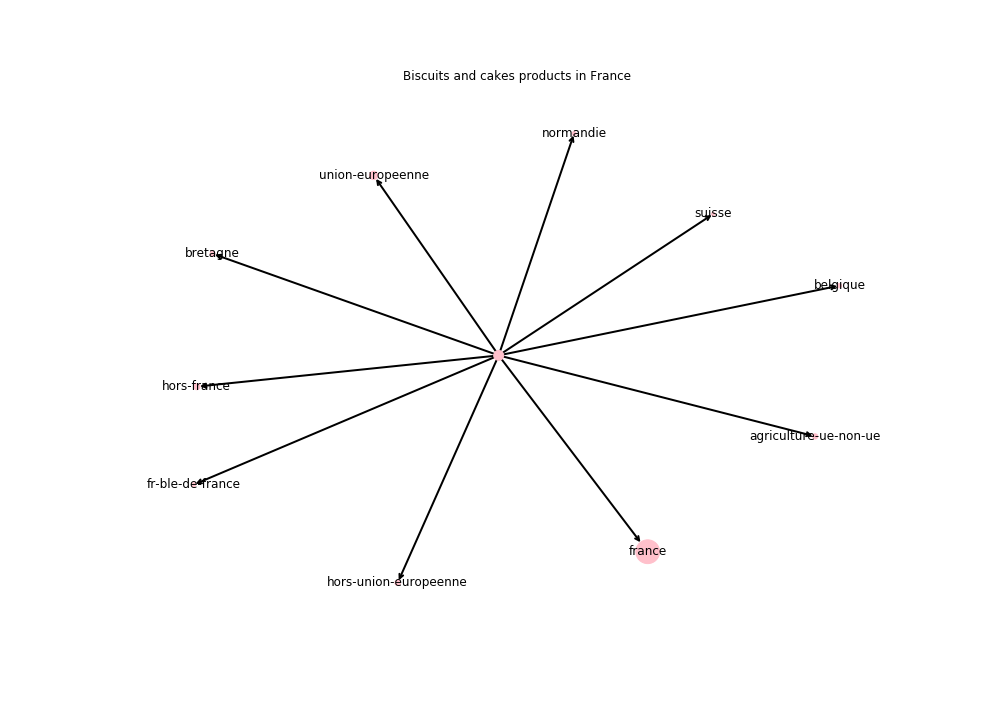 Biscuits and cakes products in France
normandie
union-europeenne
suisse
bretagne
belgique
hors-france
agriculture-ue-non-ue
fr-ble-de-france
france
hors-union-europeenne